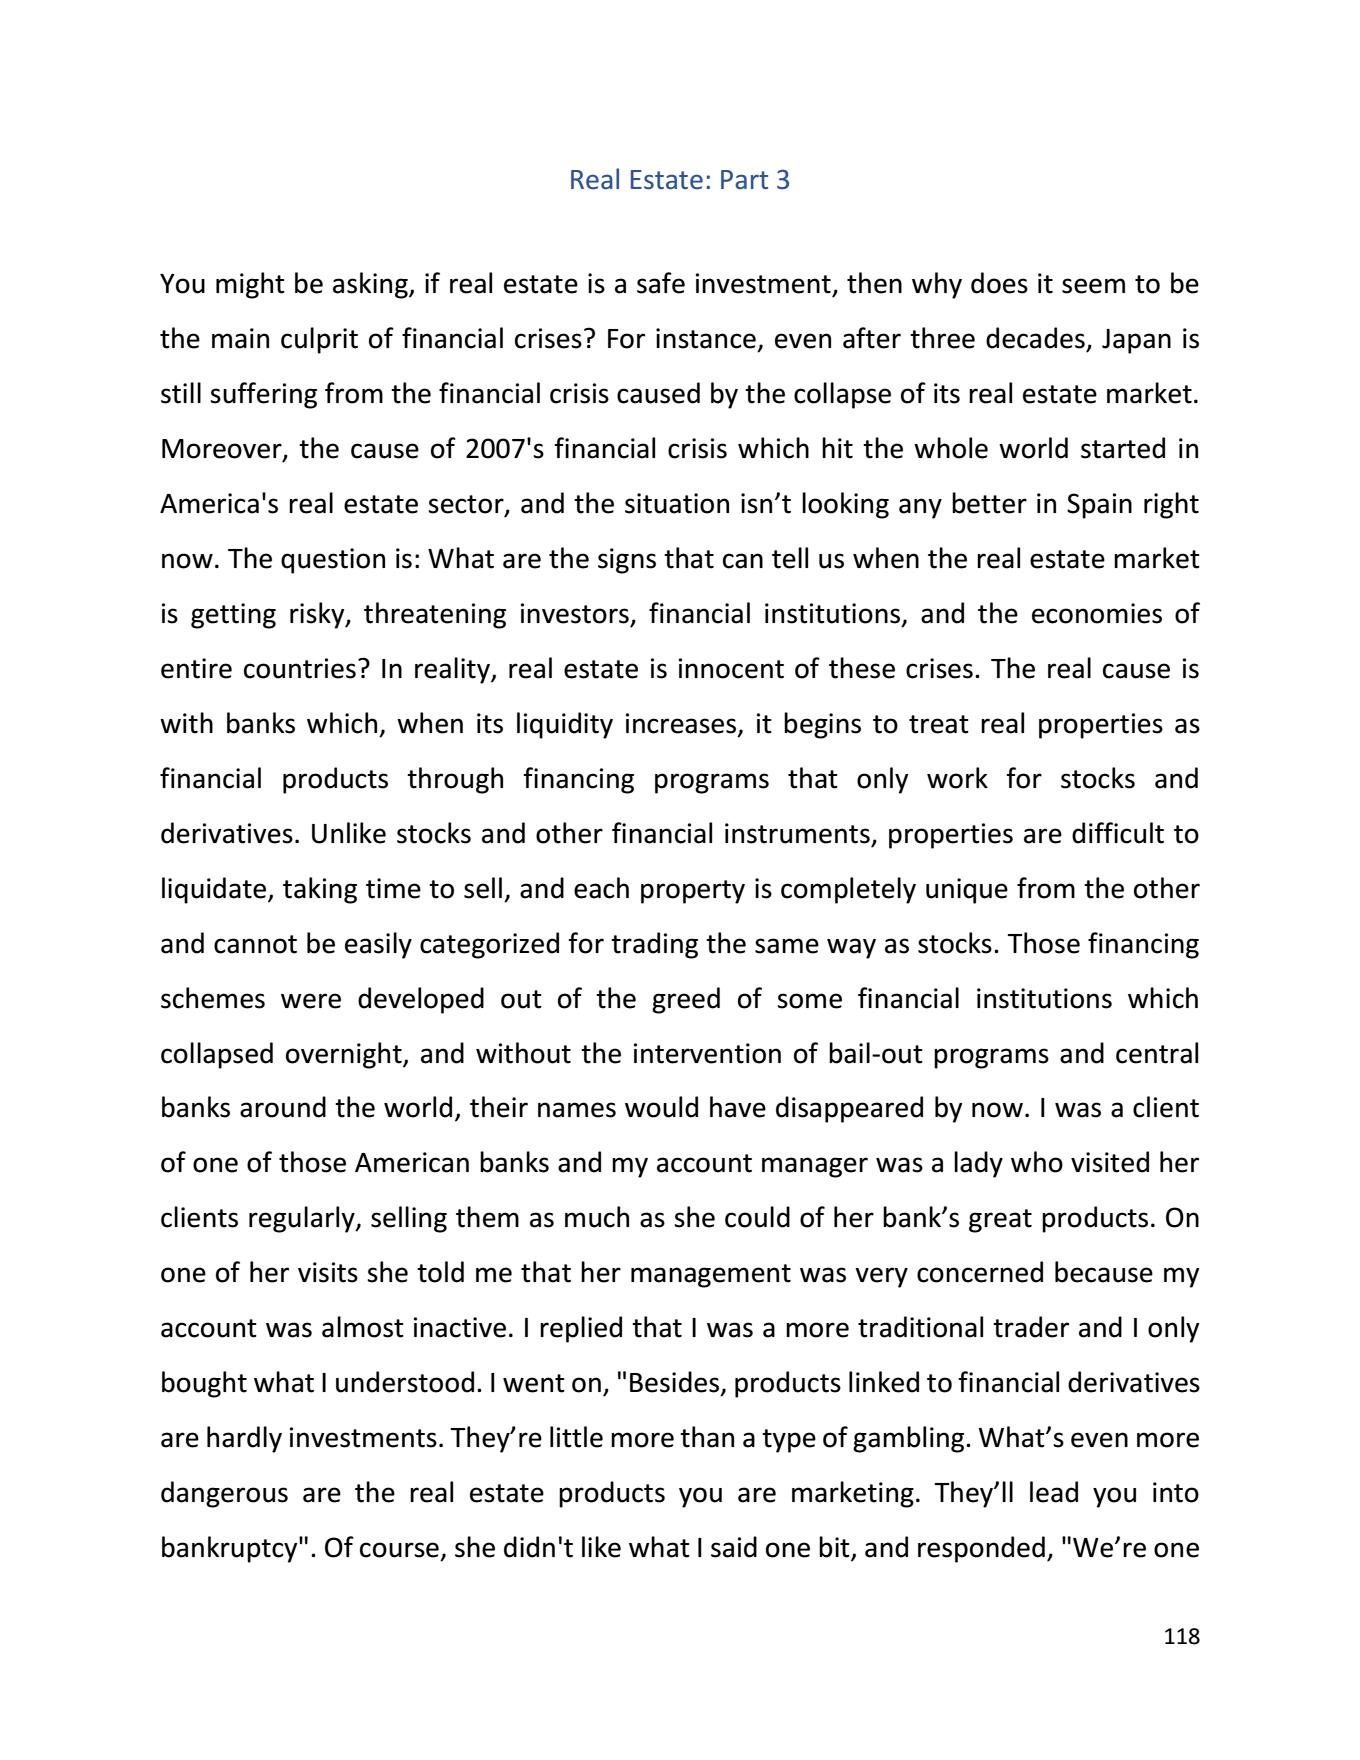 Real Estate: Part 3
You might be asking, if real estate is a safe investment, then why does it seem to be
the main culprit of financial crises? For instance, even after three decades, Japan is
still suffering from the financial crisis caused by the collapse of its real estate market.
Moreover, the cause of 2007's financial crisis which hit the whole world started in
America's real estate sector, and the situation isn’t looking any better in Spain right
now. The question is: What are the signs that can tell us when the real estate market
is getting risky, threatening investors, financial institutions, and the economies of
entire countries? In reality, real estate is innocent of these crises. The real cause is
with banks which, when its liquidity increases, it begins to treat real properties as
financial products through financing programs that only work for stocks and
derivatives. Unlike stocks and other financial instruments, properties are difficult to
liquidate, taking time to sell, and each property is completely unique from the other
and cannot be easily categorized for trading the same way as stocks. Those financing
schemes were developed out of the greed of some financial institutions which
collapsed overnight, and without the intervention of bail-out programs and central
banks around the world, their names would have disappeared by now. I was a client
of one of those American banks and my account manager was a lady who visited her
clients regularly, selling them as much as she could of her bank’s great products. On
one of her visits she told me that her management was very concerned because my
account was almost inactive. I replied that I was a more traditional trader and I only
bought what I understood. I went on, "Besides, products linked to financial derivatives
are hardly investments. They’re little more than a type of gambling. What’s even more
dangerous are the real estate products you are marketing. They’ll lead you into
bankruptcy". Of course, she didn't like what I said one bit, and responded, "We’re one
118